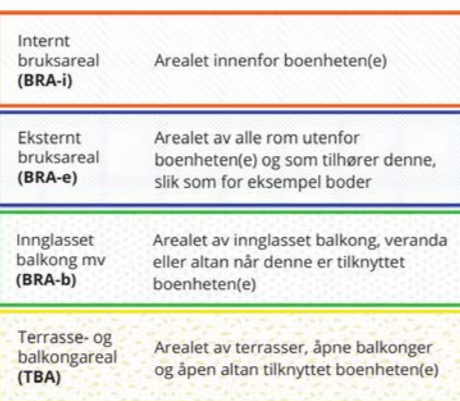 Internt
bruksareal
(BRA-i)
Arealet innenfor boenheten(e)
Eksternt
bruksareal
(BRA-e)
Arealet av alle rom utenfor
boenheten(e) og som tilhører denne,
slik som for eksempel boder
Innglasset
balkong mv
(BRA-b)
Arealet av innglasset balkong, veranda
eller altan når denne er tilknyttet
boenheten(e)
Terrasse- og
balkongareal
(TBA)
Arealet av terrasser, åpne balkonger
og åpen altan tilknyttet boenheten(e)